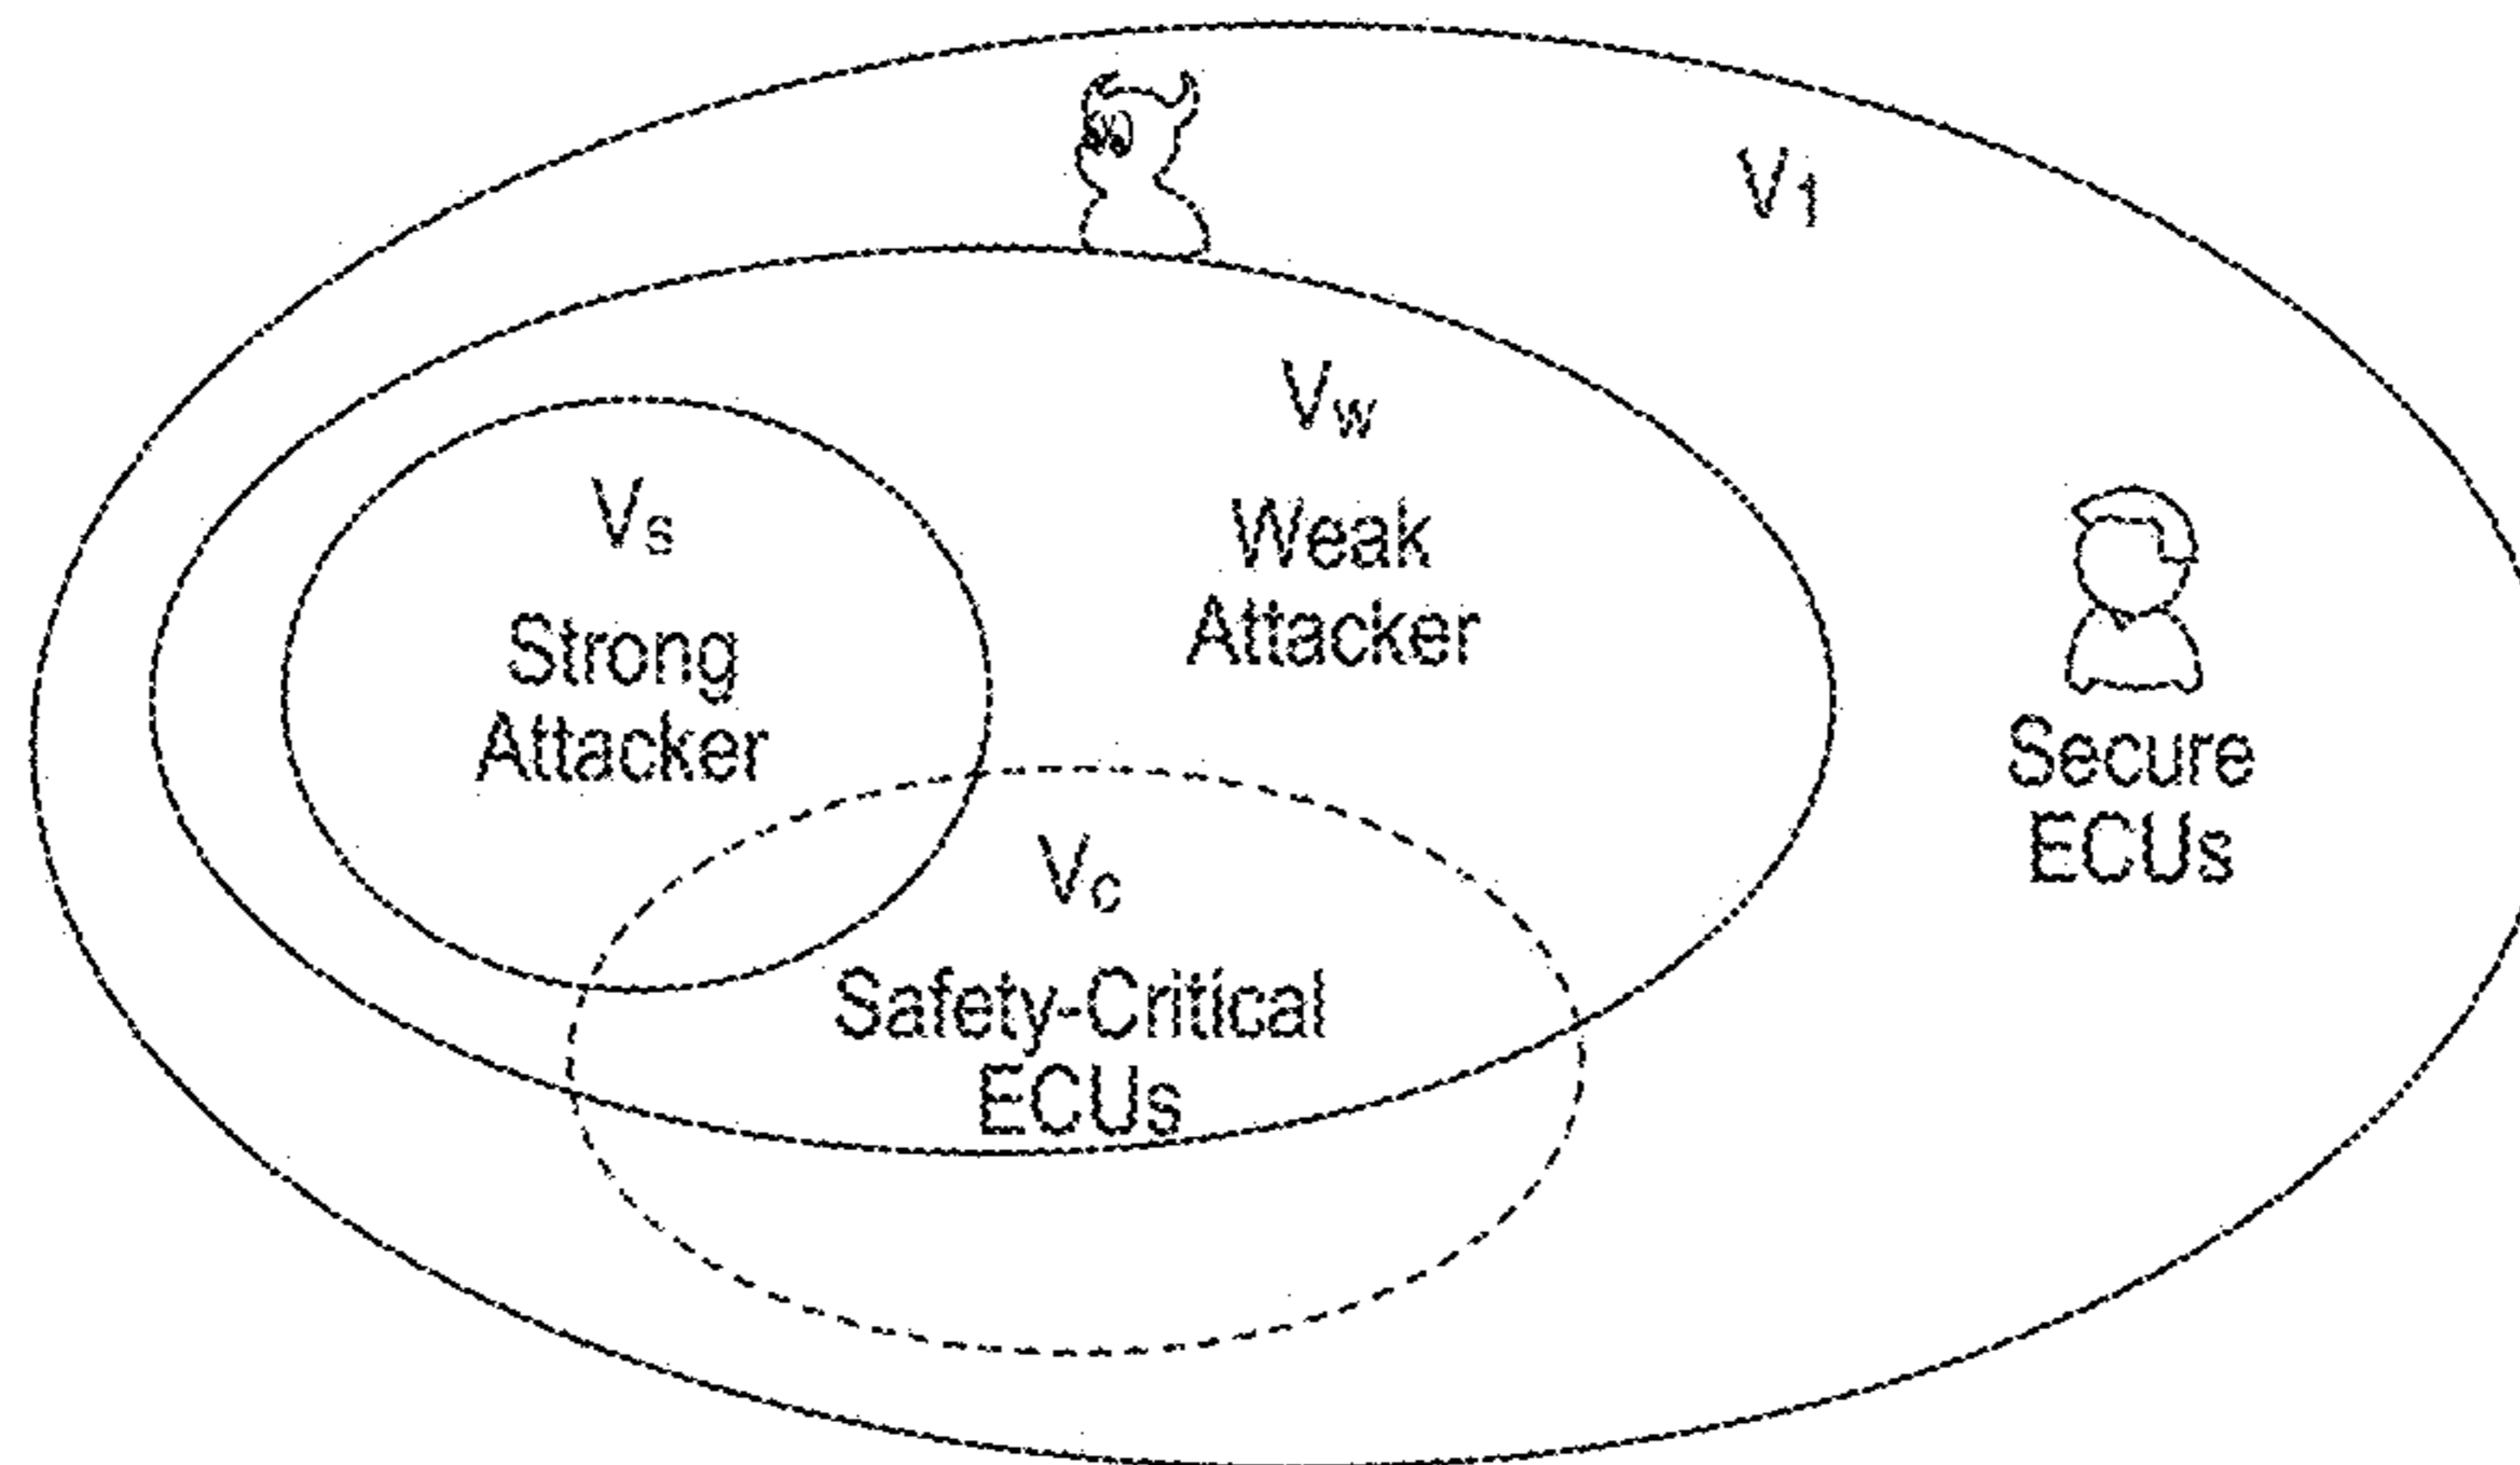 V1
Vw
Weak
Attacker
Vs
Strong
Attacker
Secure
ECUs
Vc
Safety-Critical
ECUs